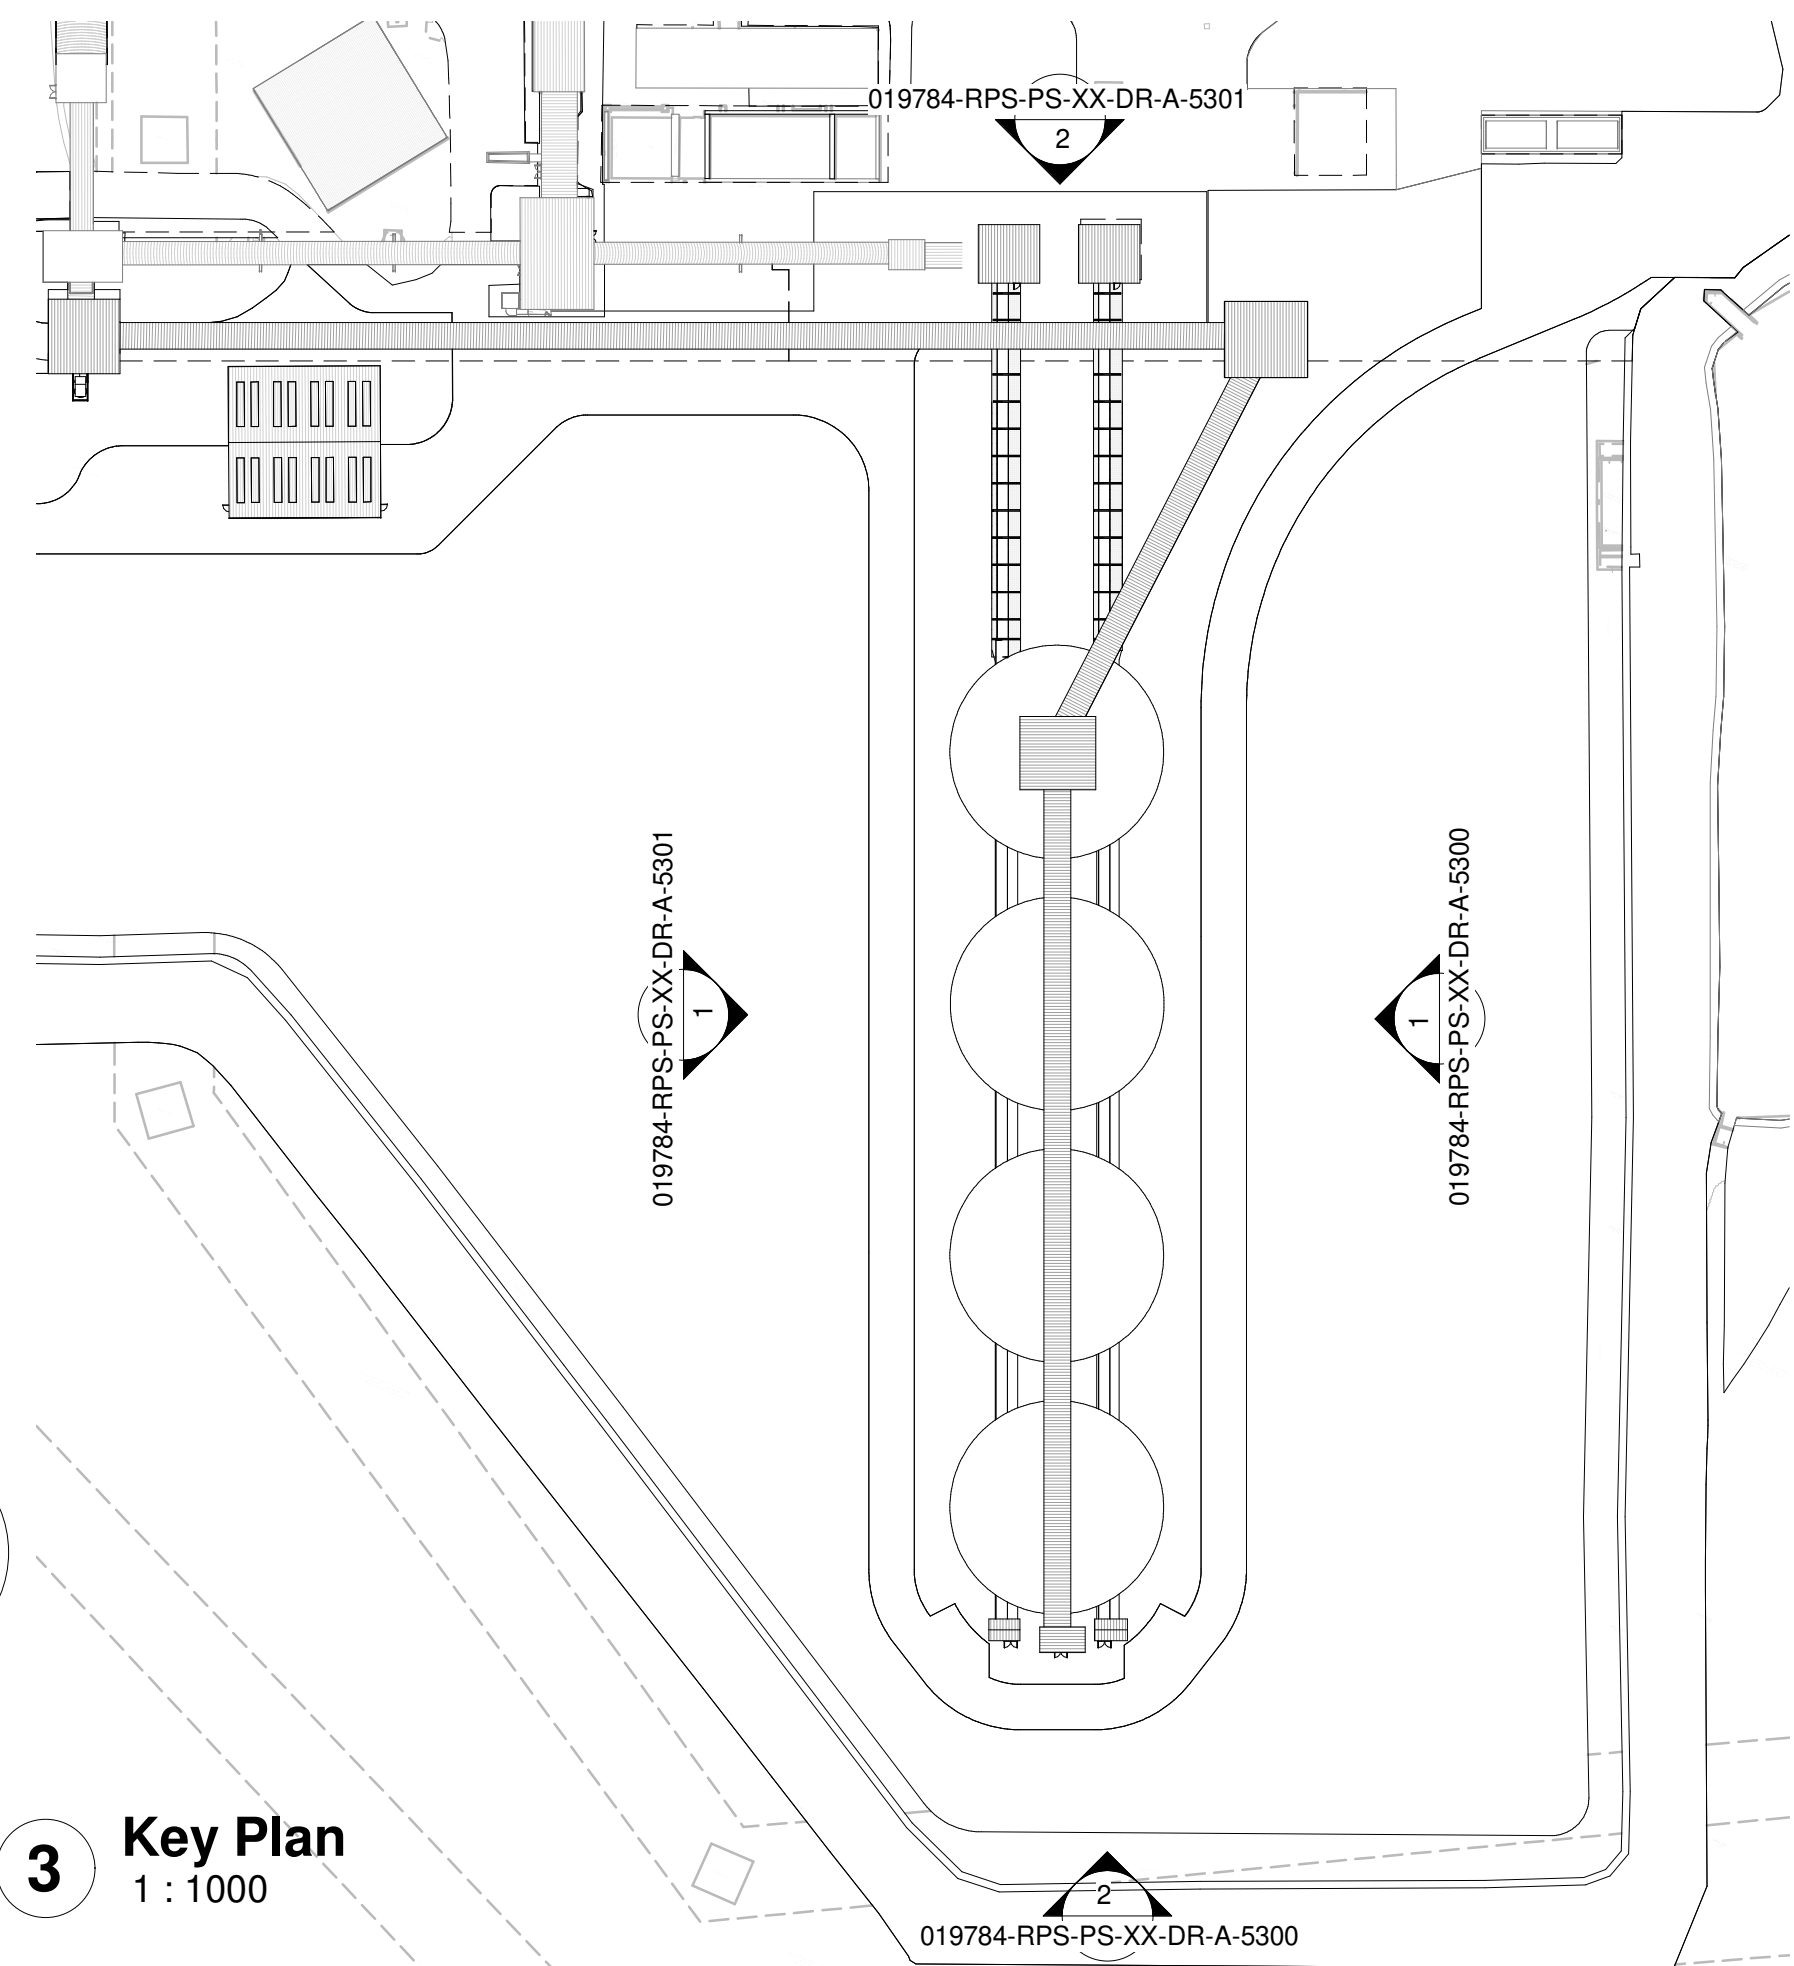 019784-RPS-PS-XX-DR-A-5301
2
019784-RPS-PS-XX-DR-A-5301
1
1
019784-RPS-PS-XX-DR-A-5300
3
Key Plan
1 : 1000
2
019784-RPS-PS-XX-DR-A-5300